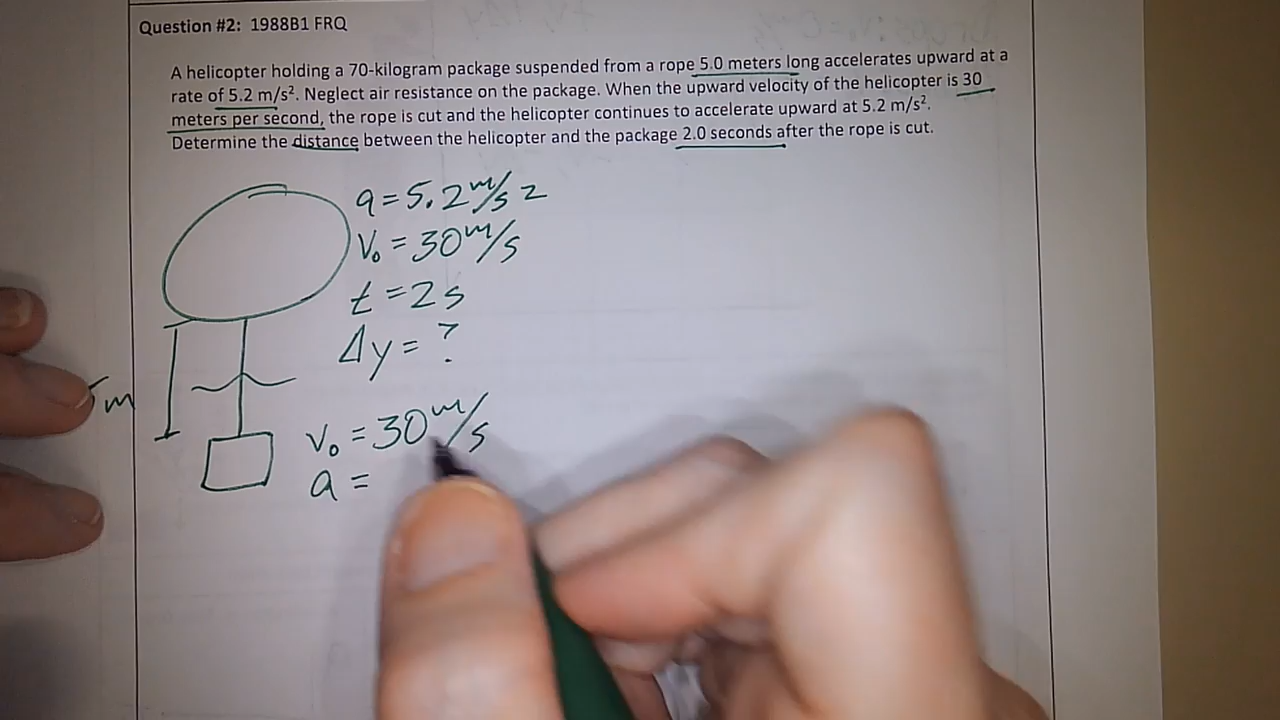 Question #2: 1988B1 FRQ
A helicopter holding a 70-kilogram package suspended from a rope 5.0 meters long accelerates upward at a
rate of 5.2 m/s². Neglect air resistance on the package. When the upward velocity of the helicopter is 30
meters per second, the rope is cut and the helicopter continues to accelerate upward at 5.2 m/s².
Determine the distance between the helicopter and the package 2.0 seconds after the rope is cut.
a = 5.2 m/s2
v₀ = 30 m/s
t = 2s
Δy = ?
m
v₀ = 30 m/s
a =